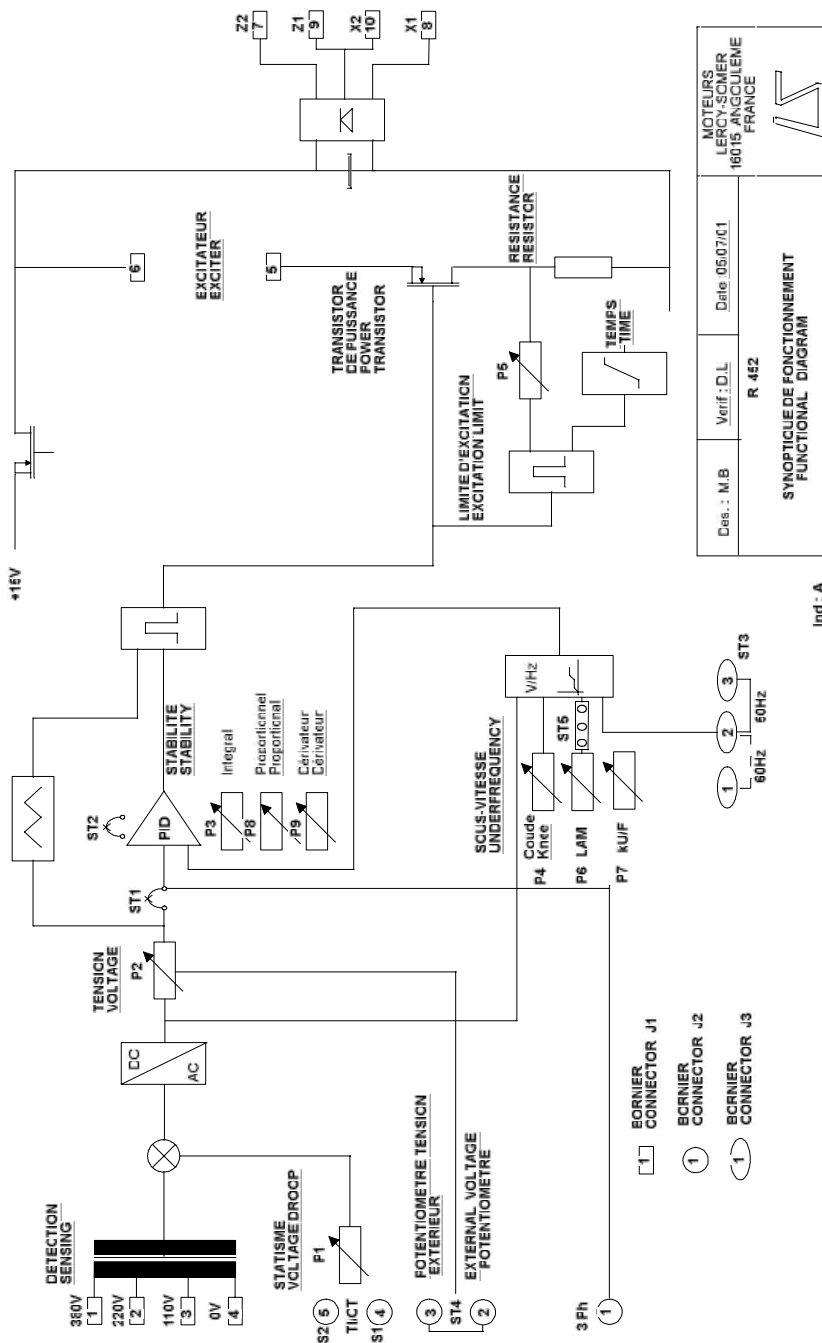 DETECTION
SENSING
380V
1
220V
2
110V
3
0V
4
STATISME
VOLTAGE DROOP
P1
S2 5
TI/CT
S1 4
POTENTIOMETRE TENSION
EXTERIEUR
3
ST4
2
EXTERNAL VOLTAGE
POTENTIOMETRE
3 Ph
1
DC
AC
TENSION
VOLTAGE
P2
ST1
ST2
PID
STABILITE
STABILITY
P3
Integral
P8
Proportionnel
Proportional
P9
Dérivateur
Dérivateur
SOUS-VITESSE
UNDERFREQUENCY
Coude
Knee
P4
P6 LAM
P7 kU/F
V/Hz
ST5
1
2
3
ST3
60Hz
50Hz
+15V
EXCITATEUR
EXCITER
6
5
TRANSISTOR
DE PUISSANCE
POWER
TRANSISTOR
LIMITE D'EXCITATION
EXCITATION LIMIT
P5
RESISTANCE
RESISTOR
TEMPS
TIME
Z2
7
Z1
9
X2
10
X1
8
1 BORNIER
CONNECTOR J1
1 BORNIER
CONNECTOR J2
1 BORNIER
CONNECTOR J3
Ind : A
Des. : M.B
Verif : D.L
Date :05/07/01
MOTEURS
LEROY-SOMER
16015 ANGOULEME
FRANCE
R 452
SYNOPTIQUE DE FONCTIONNEMENT
FUNCTIONAL DIAGRAM